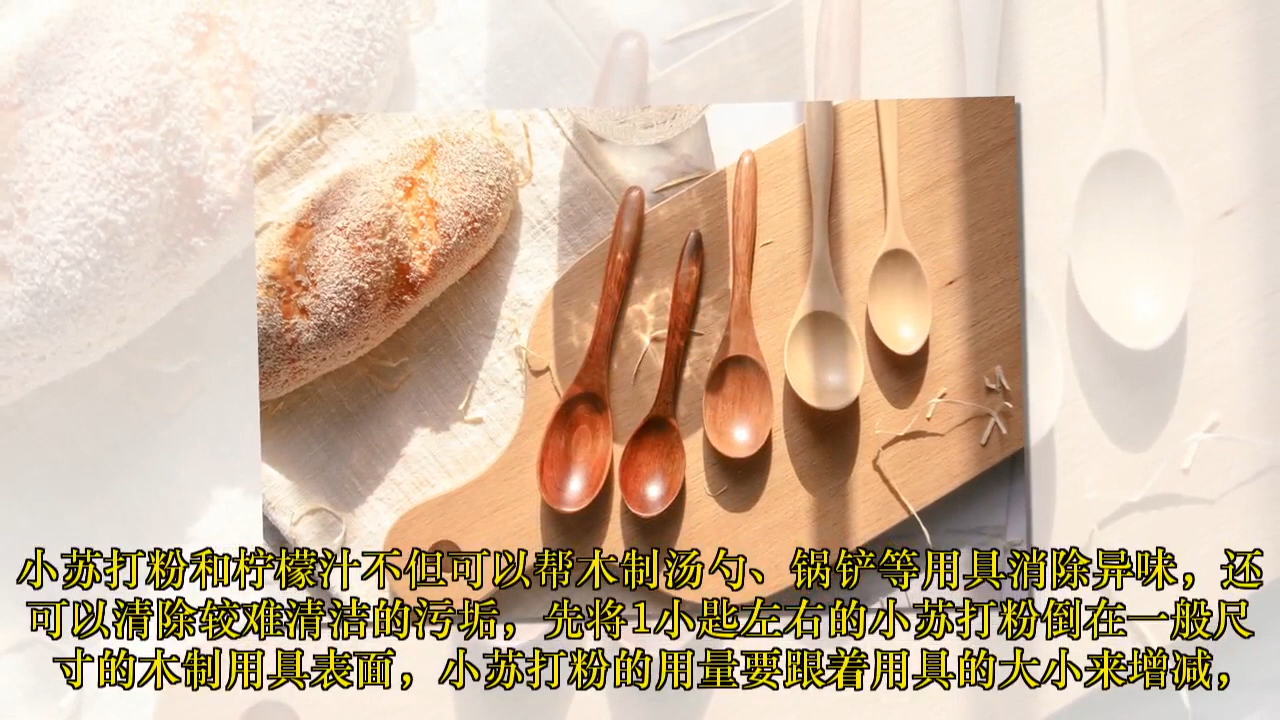 小苏打粉和柠檬汁不但可以帮木制汤勺、锅铲等用具消除异味，还
可以清除较难清洁的污垢，先将1小匙左右的小苏打粉倒在一般尺
寸的木制用具表面，小苏打粉的用量要跟着用具的大小来增减，